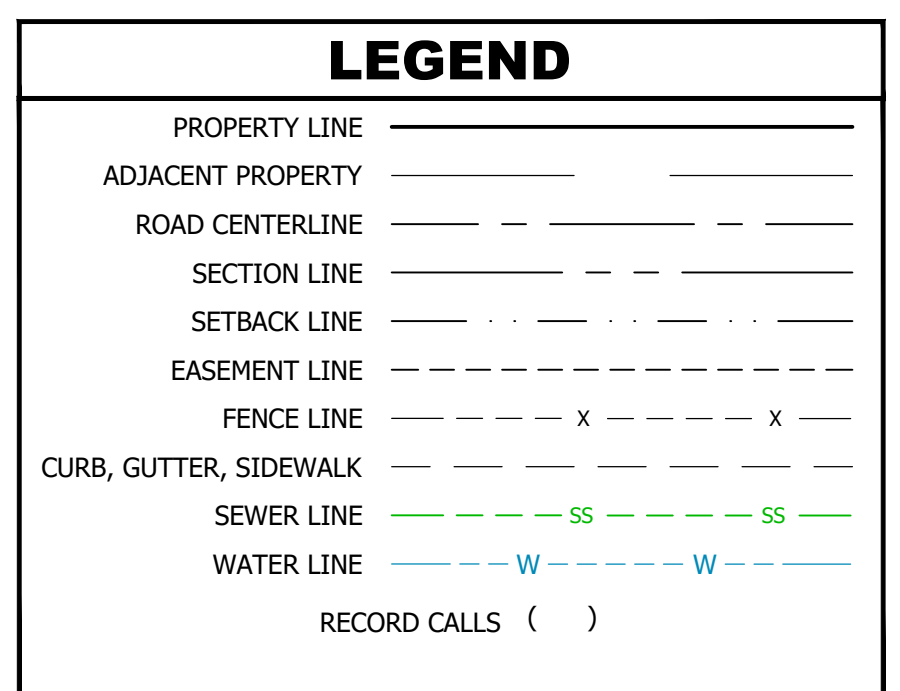 LEGEND
PROPERTY LINE
ADJACENT PROPERTY
ROAD CENTERLINE
SECTION LINE
SETBACK LINE
EASEMENT LINE
FENCE LINE X X
CURB, GUTTER, SIDEWALK
SEWER LINE SS SS
WATER LINE W W
RECORD CALLS ( )